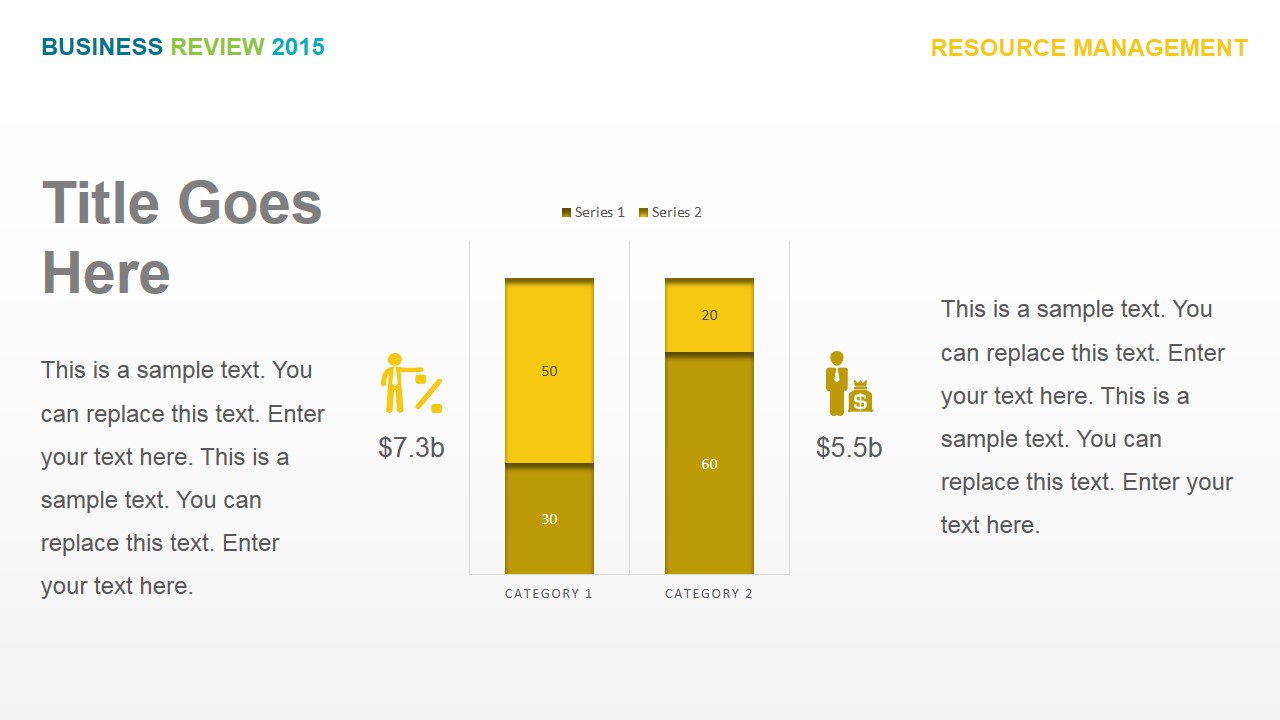 BUSINESS REVIEW 2015
RESOURCE MANAGEMENT
Title Goes
Here
This is a sample text. You
can replace this text. Enter
your text here. This is a
sample text. You can
replace this text. Enter
your text here.
$7.3b
Series 1 Series 2
50
20
60
30
CATEGORY 1 CATEGORY 2
$
$5.5b
This is a sample text. You
can replace this text. Enter
your text here. This is a
sample text. You can
replace this text. Enter your
text here.